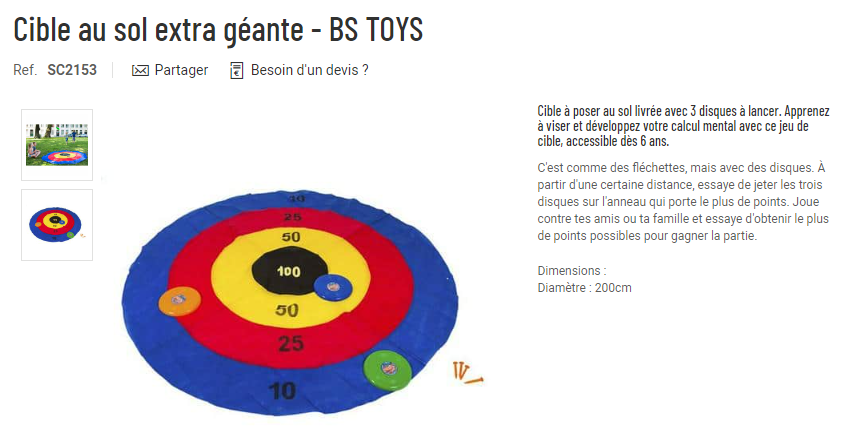 Cible au sol extra géante - BS TOYS
Ref. SC2153 Partager Besoin d'un devis ?
Cible à poser au sol livrée avec 3 disques à lancer. Apprenez
à viser et développez votre calcul mental avec ce jeu de
cible, accessible dès 6 ans.
C'est comme des fléchettes, mais avec des disques. À
partir d'une certaine distance, essaye de jeter les trois
disques sur l'anneau qui porte le plus de points. Joue
contre tes amis ou ta famille et essaye d'obtenir le plus
de points possibles pour gagner la partie.
Dimensions :
Diamètre : 200cm
10
25
50
100
50
25
10